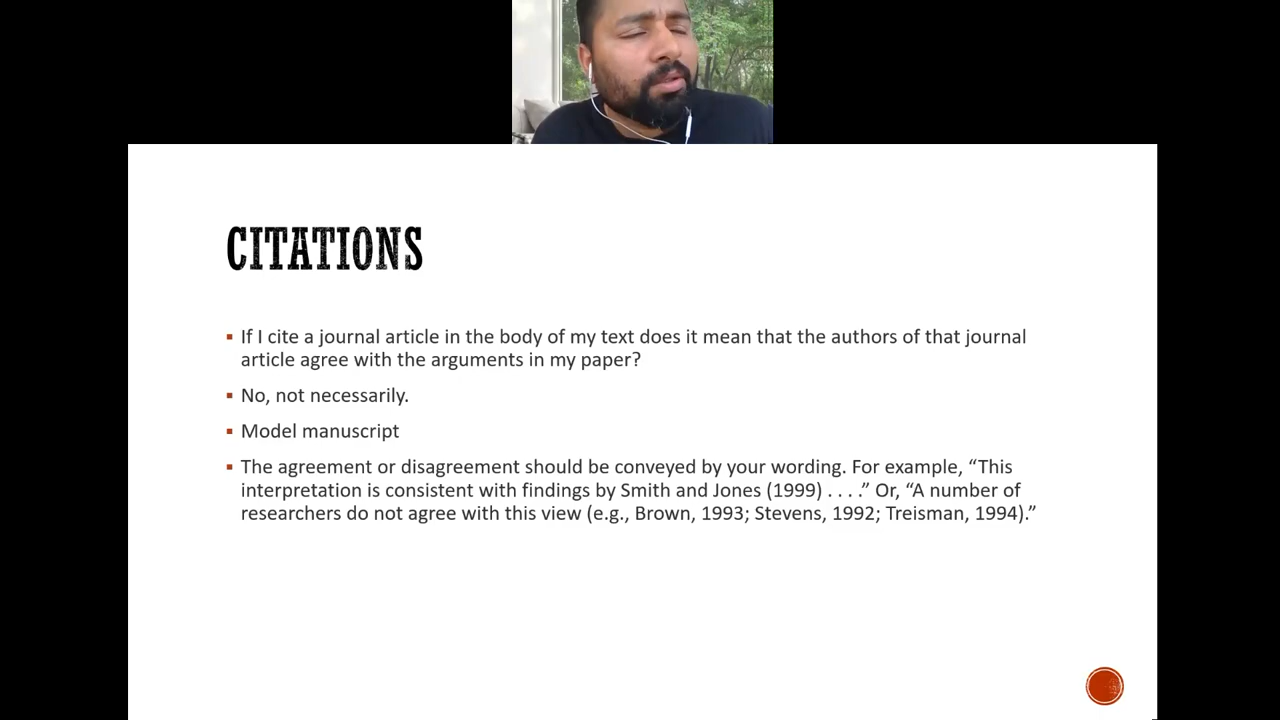 CITATIONS
▪ If I cite a journal article in the body of my text does it mean that the authors of that journal
article agree with the arguments in my paper?
▪ No, not necessarily.
▪ Model manuscript
▪ The agreement or disagreement should be conveyed by your wording. For example, “This
interpretation is consistent with findings by Smith and Jones (1999) . . . .” Or, “A number of
researchers do not agree with this view (e.g., Brown, 1993; Stevens, 1992; Treisman, 1994).”